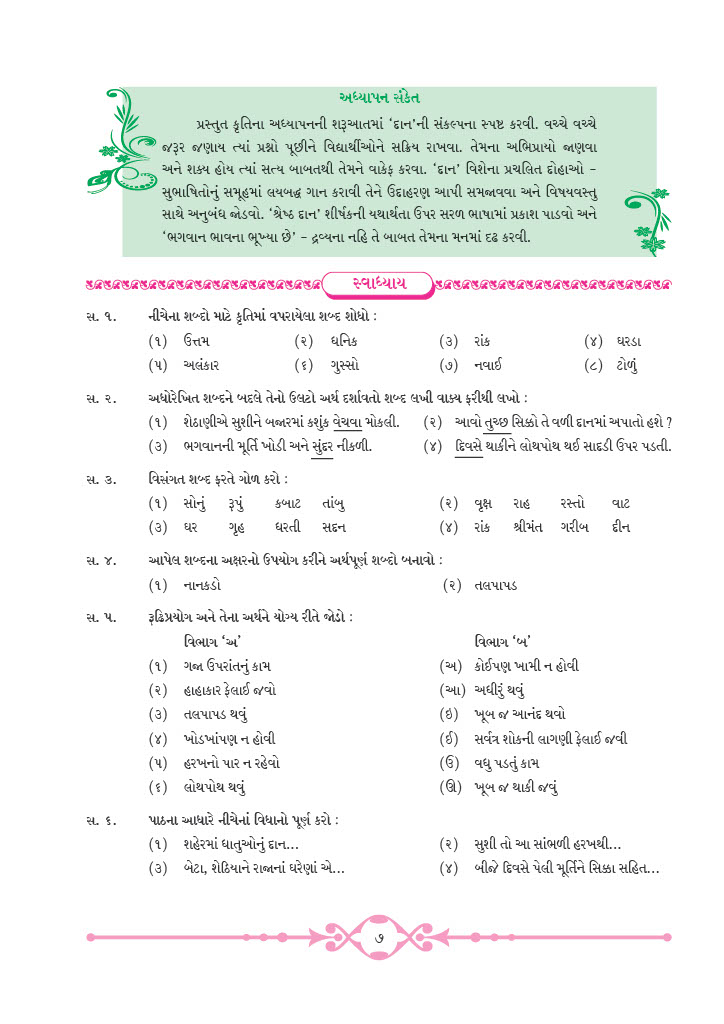 અધ્યાપન સંકેત
પ્રસ્તુત કૃતિના અધ્યાપનની શરૂઆતમાં ‘દાન’ની સંકલ્પના સ્પષ્ટ કરવી. વચ્ચે વચ્ચે
જરૂર જણાય ત્યાં પ્રશ્નો પૂછીને વિદ્યાર્થીઓને સક્રિય રાખવા. તેમના અભિપ્રાયો જાણવા
અને શક્ય હોય ત્યાં સત્ય બાબતથી તેમને વાકેફ કરવા. ‘દાન’ વિશેના પ્રચલિત દોહાઓ –
સુભાષિતોનું સમૂહમાં લયબદ્ધ ગાન કરાવી તેને ઉદાહરણ આપી સમજાવવા અને વિષયવસ્તુ
સાથે અનુબંધ જોડવો. ‘શ્રેષ્ઠ દાન’ શીર્ષકની યથાર્થતા ઉપર સરળ ભાષામાં પ્રકાશ પાડવો અને
‘ભગવાન ભાવના ભૂખ્યા છે’ – દ્રવ્યના નહિ તે બાબત તેમના મનમાં દૃઢ કરવી.
સ્વાધ્યાય
સ. ૧. નીચેના શબ્દો માટે કૃતિમાં વપરાયેલા શબ્દ શોધો :
(૧) ઉત્તમ (૨) ધનિક (૩) રાંક (૪) ઘરડા
(૫) અલંકાર (૬) ગુસ્સો (૭) નવાઈ (૮) ટોળું
સ. ૨. અધોરેખિત શબ્દને બદલે તેનો ઉલટો અર્થ દર્શાવતો શબ્દ લખી વાક્ય ફરીથી લખો :
(૧) શેઠાણીએ સુશીને બજારમાં કશુંક વેચવા મોકલી. (૨) આવો તુચ્છ સિક્કો તે વળી દાનમાં અપાતો હશે ?
(૩) ભગવાનની મૂર્તિ ખોડી અને સુંદર નીકળી. (૪) દિવસે થાકીને લોથપોથ થઈ સાદડી ઉપર પડતી.
સ. ૩. વિસંગત શબ્દ ફરતે ગોળ કરો :
(૧) સોનું રૂપું કબાટ તાંબુ (૨) વૃક્ષ રાહ રસ્તો વાટ
(૩) ઘર ગૃહ ધરતી સદન (૪) રાંક શ્રીમંત ગરીબ દીન
સ. ૪. આપેલ શબ્દના અક્ષરનો ઉપયોગ કરીને અર્થપૂર્ણ શબ્દો બનાવો :
(૧) નાનકડો (૨) તલપાપડ
સ. ૫. રૂઢિપ્રયોગ અને તેના અર્થને યોગ્ય રીતે જોડો :
વિભાગ ‘અ’ વિભાગ ‘બ’
(૧) ગજા ઉપરાંતનું કામ (અ) કોઈપણ ખામી ન હોવી
(૨) હાહાકાર ફેલાઈ જવો (આ) અધીરું થવું
(૩) તલપાપડ થવું (ઇ) ખૂબ જ આનંદ થવો
(૪) ખોડખાંપણ ન હોવી (ઈ) સર્વત્ર શોકની લાગણી ફેલાઈ જવી
(૫) હરખનો પાર ન રહેવો (ઉ) વધુ પડતું કામ
(૬) લોથપોથ થવું (ઊ) ખૂબ જ થાકી જવું
સ. ૬. પાઠના આધારે નીચેનાં વિધાનો પૂર્ણ કરો :
(૧) શહેરમાં ધાતુઓનું દાન... (૨) સુશી તો આ સાંભળી હરખથી...
(૩) બેટા, શેઠિયાને રાજાનાં ઘરેણાં એ... (૪) બીજે દિવસે પેલી મૂર્તિને સિક્કા સહિત...
૭